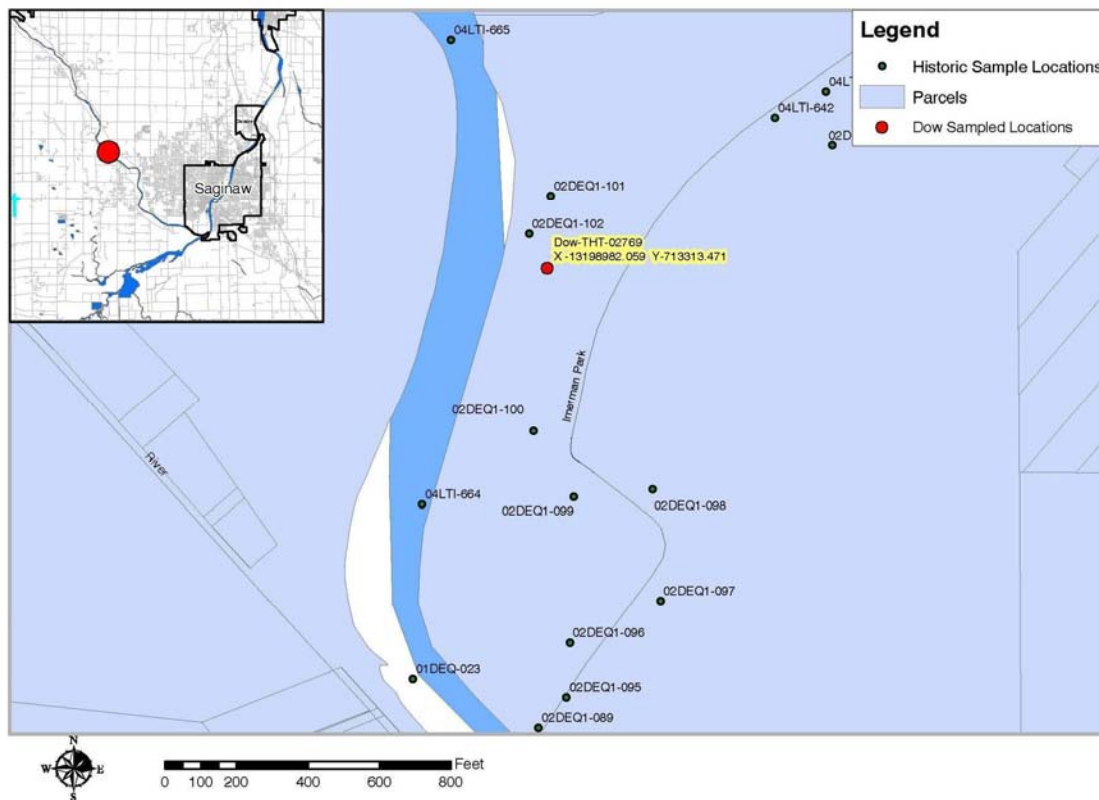 Saginaw
Legend
Historic Sample Locations
Parcels
Dow Sampled Locations
04LTI-665
04LT
04LTI-642
02D
02DEQ1-101
02DEQ1-102
Dow-THT-02769
X -13198982.059 Y-713313.471
Imerman Park
02DEQ1-100
River
04LTI-664
02DEQ1-099
02DEQ1-098
02DEQ1-097
02DEQ1-096
01DEQ-023
02DEQ1-095
02DEQ1-089
N
W E
S
Feet
0 100 200 400 600 800